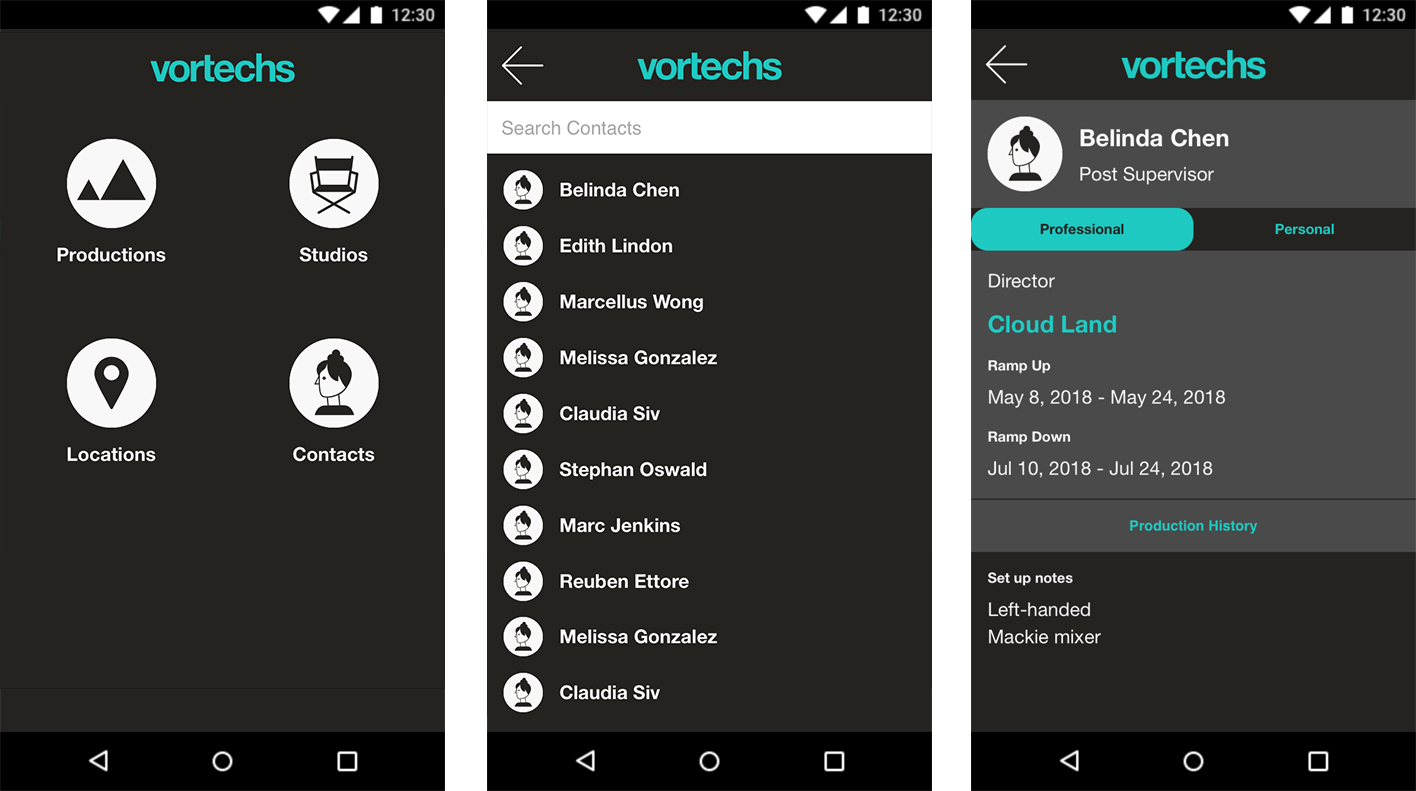 12:30
vortechs
Productions
Studios
Locations
Contacts
12:30
vortechs
Search Contacts
Belinda Chen
Edith Lindon
Marcellus Wong
Melissa Gonzalez
Claudia Siv
Stephan Oswald
Marc Jenkins
Reuben Ettore
Melissa Gonzalez
Claudia Siv
12:30
vortechs
Belinda Chen
Post Supervisor
Professional
Personal
Director
Cloud Land
Ramp Up
May 8, 2018 - May 24, 2018
Ramp Down
Jul 10, 2018 - Jul 24, 2018
Production History
Set up notes
Left-handed
Mackie mixer